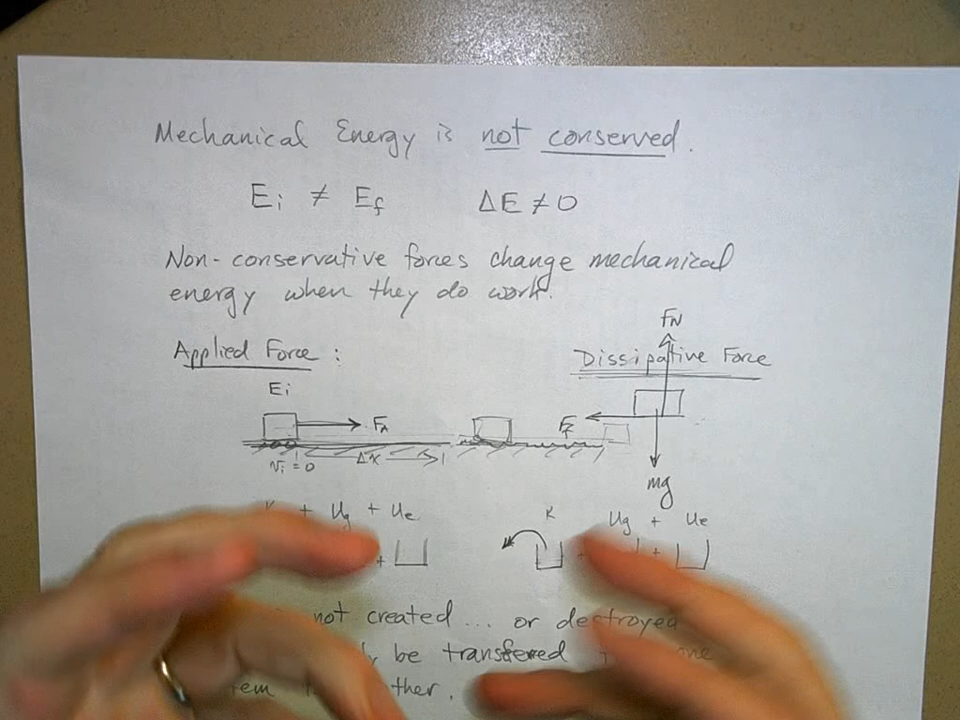 Mechanical Energy is not conserved.
Ei ≠ Ef ΔE ≠ 0
Non-conservative forces change mechanical
energy when they do work.
Applied Force :
Dissipative Force
FN
Ei
FA
Ff
vi = 0
Δx
mg
+ Ug + Ue
K Ug + Ue
+
+
not created... or destroyed
be transferred